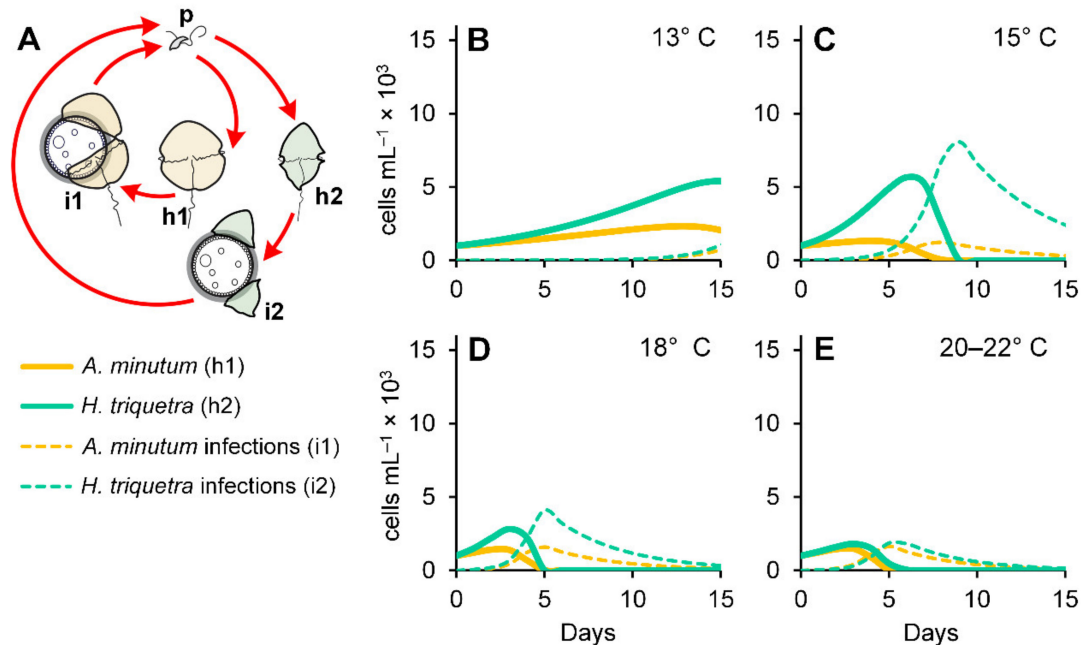 A
p
i1
h1
h2
i2
A. minutum (h1)
H. triquetra (h2)
A. minutum infections (i1)
H. triquetra infections (i2)
B
13° C
cells mL⁻¹ × 10³
15
10
5
0
0 5 10 15
C
15° C
15
10
5
0
0 5 10 15
D
18° C
cells mL⁻¹ × 10³
15
10
5
0
0 5 10 15
Days
E
20–22° C
15
10
5
0
0 5 10 15
Days